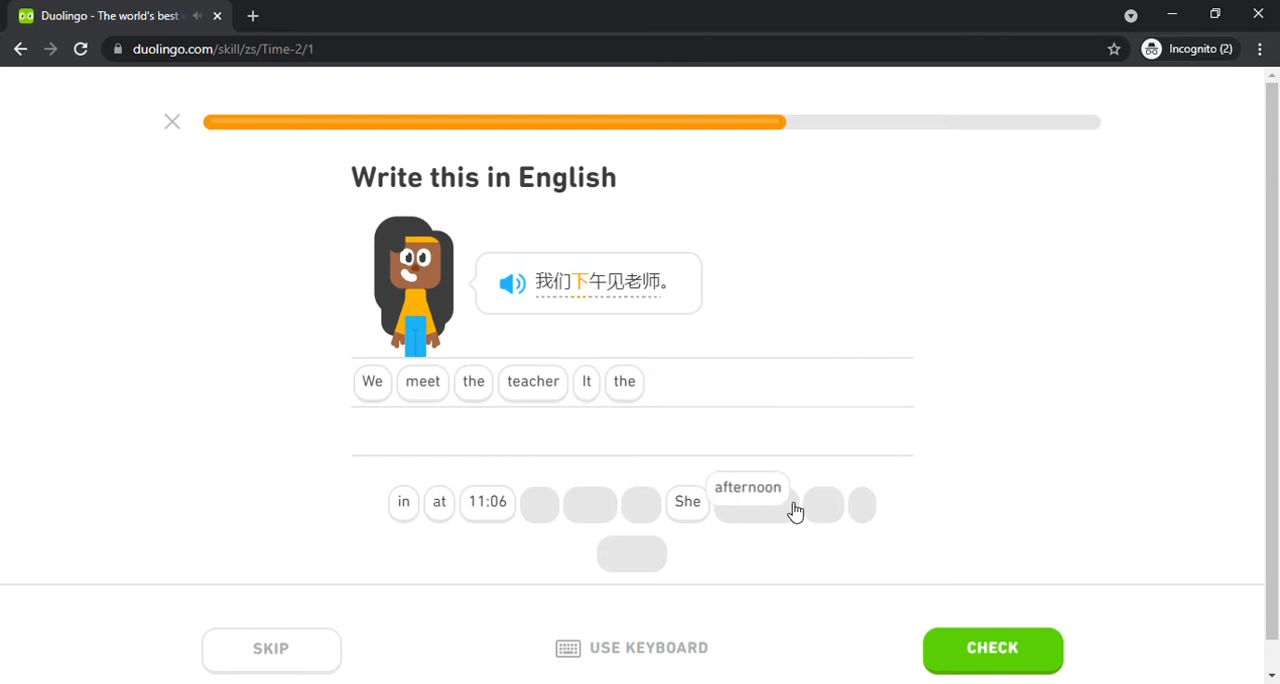 Duolingo - The world's best
duolingo.com/skill/zs/Time-2/1
Incognito (2)
Write this in English
我们下午见老师。
We meet the teacher It the
in at 11:06 She afternoon
SKIP
USE KEYBOARD
CHECK